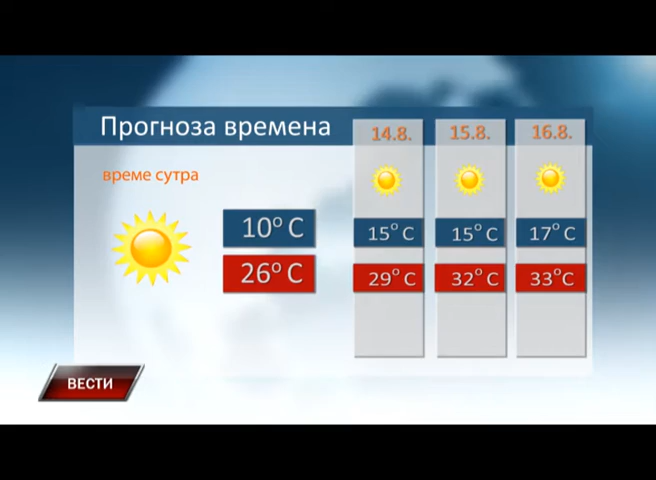 Прогноза времена
време сутра
10° C
26° C
14.8.
15° C
29° C
15.8.
15° C
32° C
16.8.
17° C
33°C
ВЕСТИ